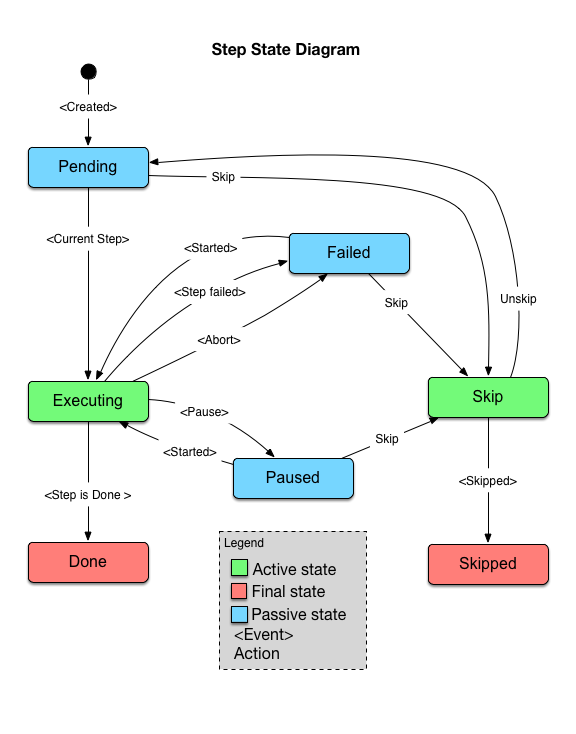 Step State Diagram
<Created>
Pending
Skip
<Current Step>
<Started>
Failed
<Step failed>
Unskip
Skip
<Abort>
Executing
Skip
<Pause>
Skip
<Started>
Paused
<Step is Done >
<Skipped>
Done
Skipped
Legend
Active state
Final state
Passive state
<Event>
Action